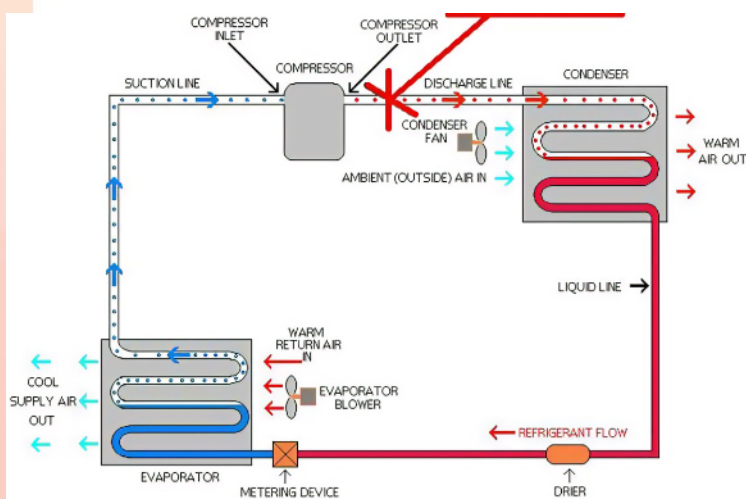 COMPRESSOR
INLET
COMPRESSOR
OUTLET
COMPRESSOR
SUCTION LINE
DISCHARGE LINE
CONDENSER
CONDENSER
FAN
AMBIENT (OUTSIDE) AIR IN
WARM
AIR OUT
LIQUID LINE
WARM
RETURN AIR
IN
COOL
SUPPLY AIR
OUT
EVAPORATOR
BLOWER
REFRIGERANT FLOW
EVAPORATOR
METERING DEVICE
DRIER